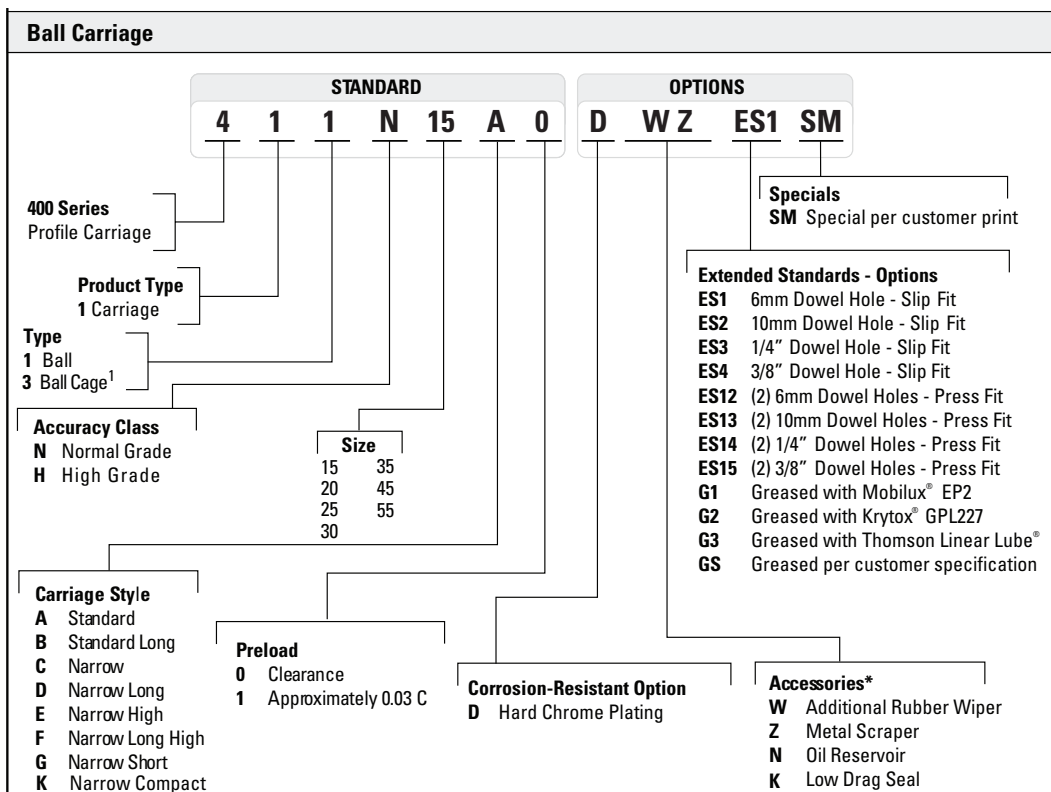 Ball Carriage
STANDARD
OPTIONS
4 1 1 N 15 A 0 D W Z ES1 SM
400 Series
Profile Carriage
Product Type
1 Carriage
Type
1 Ball
3 Ball Cage1
Accuracy Class
N Normal Grade
H High Grade
Size
15 35
20 45
25 55
30
Specials
SM Special per customer print
Extended Standards - Options
ES1 6mm Dowel Hole - Slip Fit
ES2 10mm Dowel Hole - Slip Fit
ES3 1/4” Dowel Hole - Slip Fit
ES4 3/8” Dowel Hole - Slip Fit
ES12 (2) 6mm Dowel Holes - Press Fit
ES13 (2) 10mm Dowel Holes - Press Fit
ES14 (2) 1/4” Dowel Holes - Press Fit
ES15 (2) 3/8” Dowel Holes - Press Fit
G1 Greased with Mobilux® EP2
G2 Greased with Krytox® GPL227
G3 Greased with Thomson Linear Lube®
GS Greased per customer specification
Carriage Style
A Standard
B Standard Long
C Narrow
D Narrow Long
E Narrow High
F Narrow Long High
G Narrow Short
K Narrow Compact
Preload
0 Clearance
1 Approximately 0.03 C
Corrosion-Resistant Option
D Hard Chrome Plating
Accessories*
W Additional Rubber Wiper
Z Metal Scraper
N Oil Reservoir
K Low Drag Seal